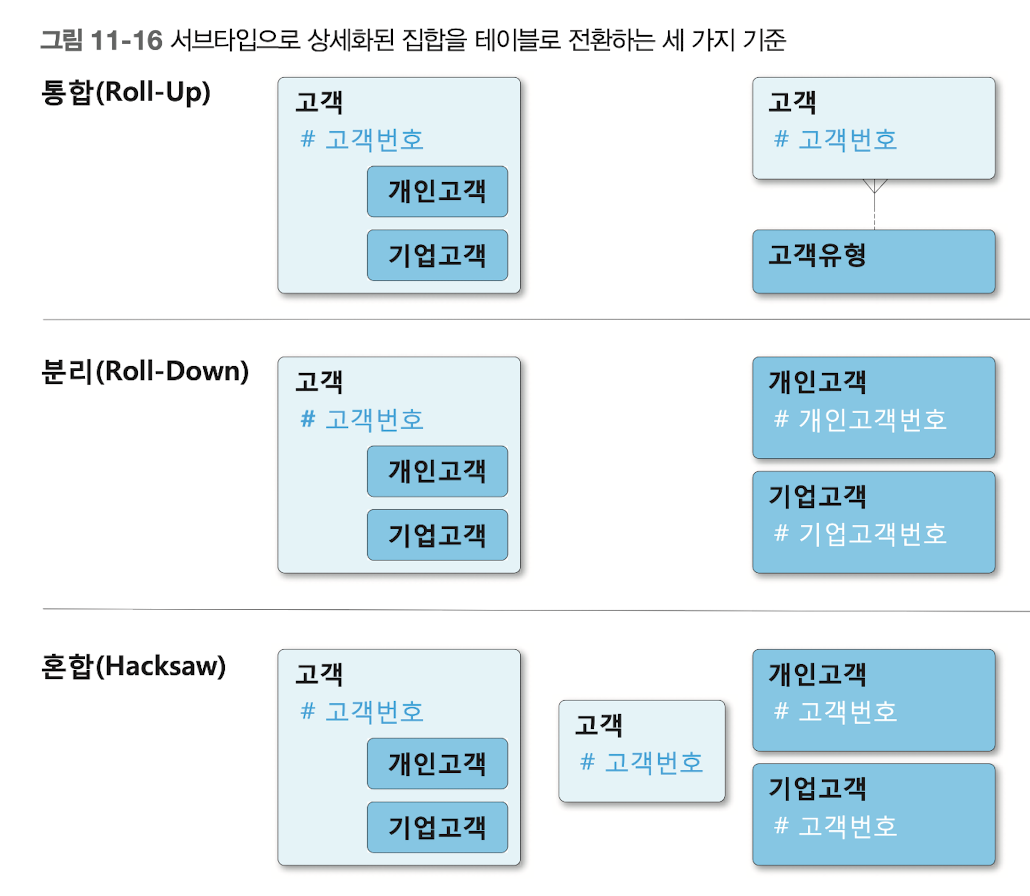 그림 11-16 서브타입으로 상세화된 집합을 테이블로 전환하는 세 가지 기준
통합(Roll-Up)
고객
# 고객번호
개인고객
기업고객
고객
# 고객번호
고객유형
분리(Roll-Down)
고객
# 고객번호
개인고객
기업고객
개인고객
# 개인고객번호
기업고객
# 기업고객번호
혼합(Hacksaw)
고객
# 고객번호
개인고객
기업고객
고객
# 고객번호
개인고객
# 고객번호
기업고객
# 고객번호